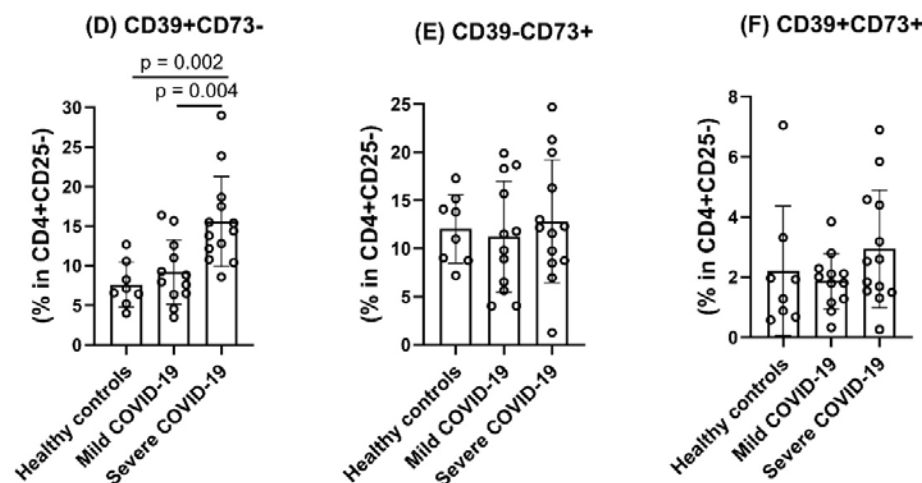 (D) CD39+CD73-
p = 0.002
p = 0.004
(% in CD4+CD25-)
30
25
20
15
10
5
0
Healthy controls
Mild COVID-19
Severe COVID-19
(E) CD39-CD73+
(% in CD4+CD25-)
25
20
15
10
5
0
Healthy controls
Mild COVID-19
Severe COVID-19
(F) CD39+CD73+
(% in CD4+CD25-)
8
6
4
2
0
Healthy controls
Mild COVID-19
Severe COVID-19